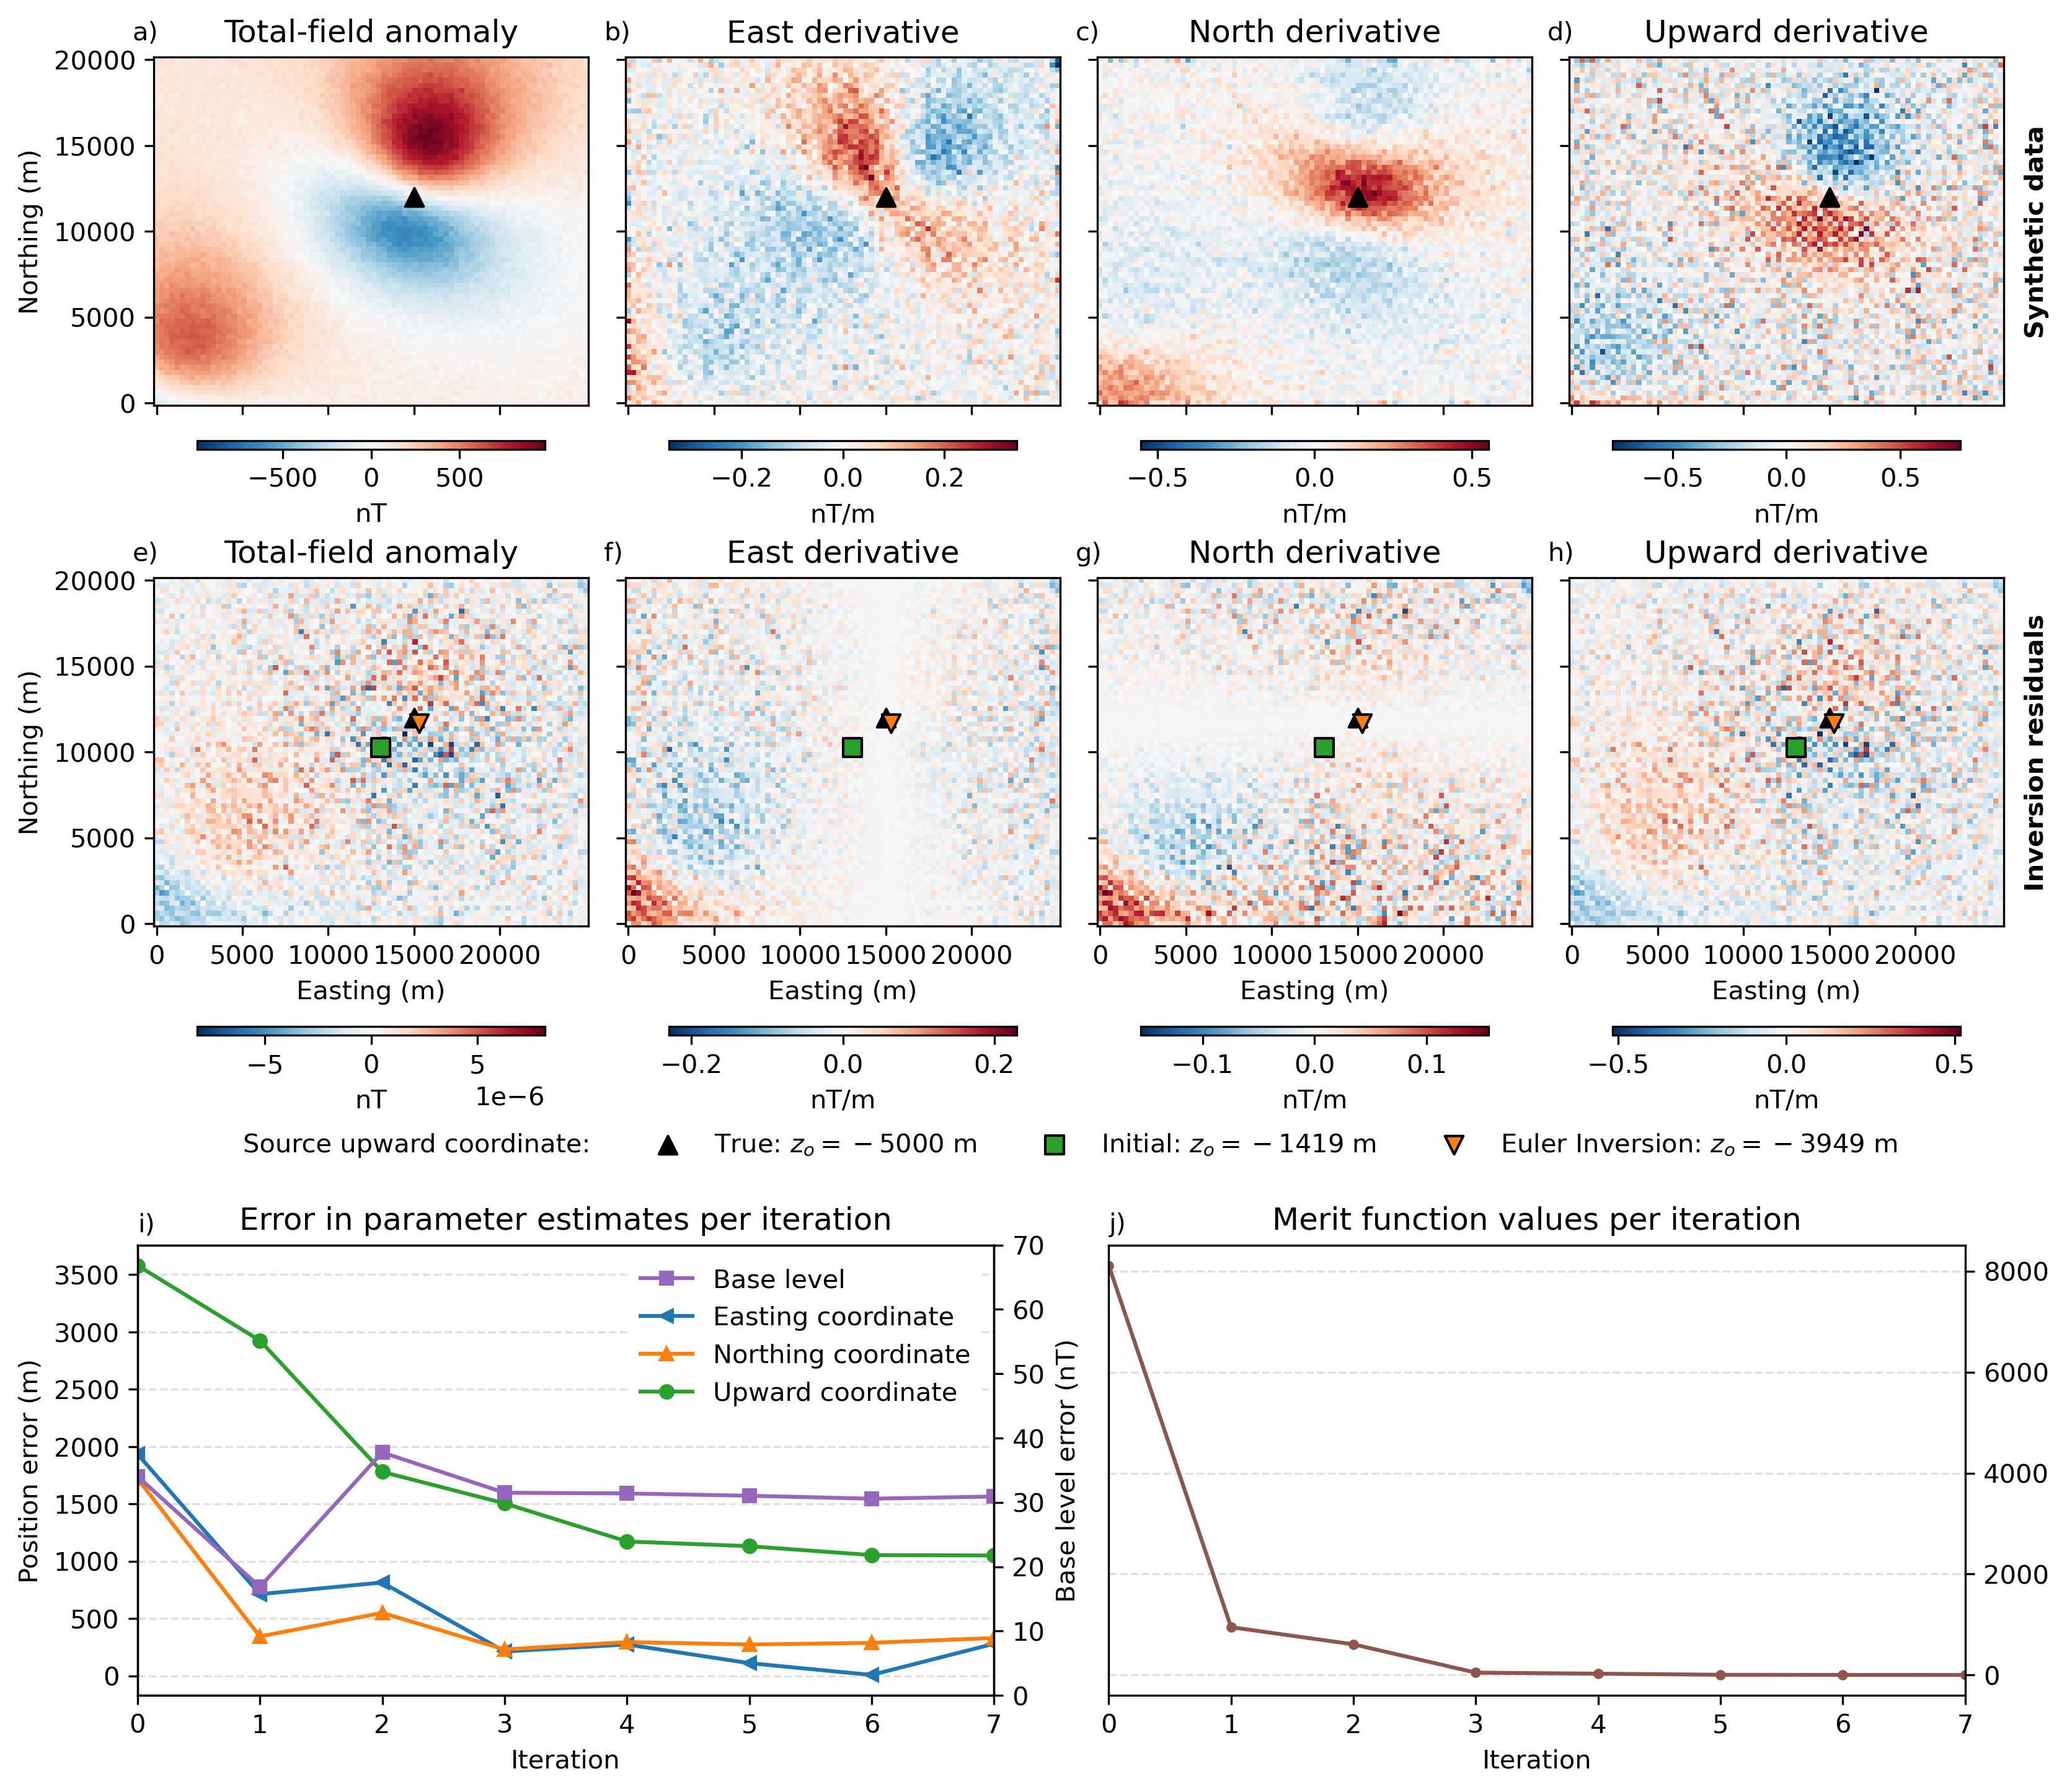 a) Total-field anomaly
b) East derivative
c) North derivative
d) Upward derivative
20000
15000
10000
5000
0
Northing (m)
Synthetic data
−500 0 500
nT
−0.2 0.0 0.2
nT/m
−0.5 0.0 0.5
nT/m
−0.5 0.0 0.5
nT/m
e) Total-field anomaly
f) East derivative
g) North derivative
h) Upward derivative
20000
15000
10000
5000
0
Northing (m)
Inversion residuals
0 5000 10000 15000 20000
Easting (m)
0 5000 10000 15000 20000
Easting (m)
0 5000 10000 15000 20000
Easting (m)
0 5000 10000 15000 20000
Easting (m)
−5 0 5
nT 1e−6
−0.2 0.0 0.2
nT/m
−0.1 0.0 0.1
nT/m
−0.5 0.0 0.5
nT/m
Source upward coordinate: True: zₒ = −5000 m Initial: zₒ = −1419 m Euler Inversion: zₒ = −3949 m
i) Error in parameter estimates per iteration
3500
3000
2500
2000
1500
1000
500
0
Position error (m)
Base level
Easting coordinate
Northing coordinate
Upward coordinate
70
60
50
40
30
20
10
0
Base level error (nT)
0 1 2 3 4 5 6 7
Iteration
j) Merit function values per iteration
8000
6000
4000
2000
0
0 1 2 3 4 5 6 7
Iteration